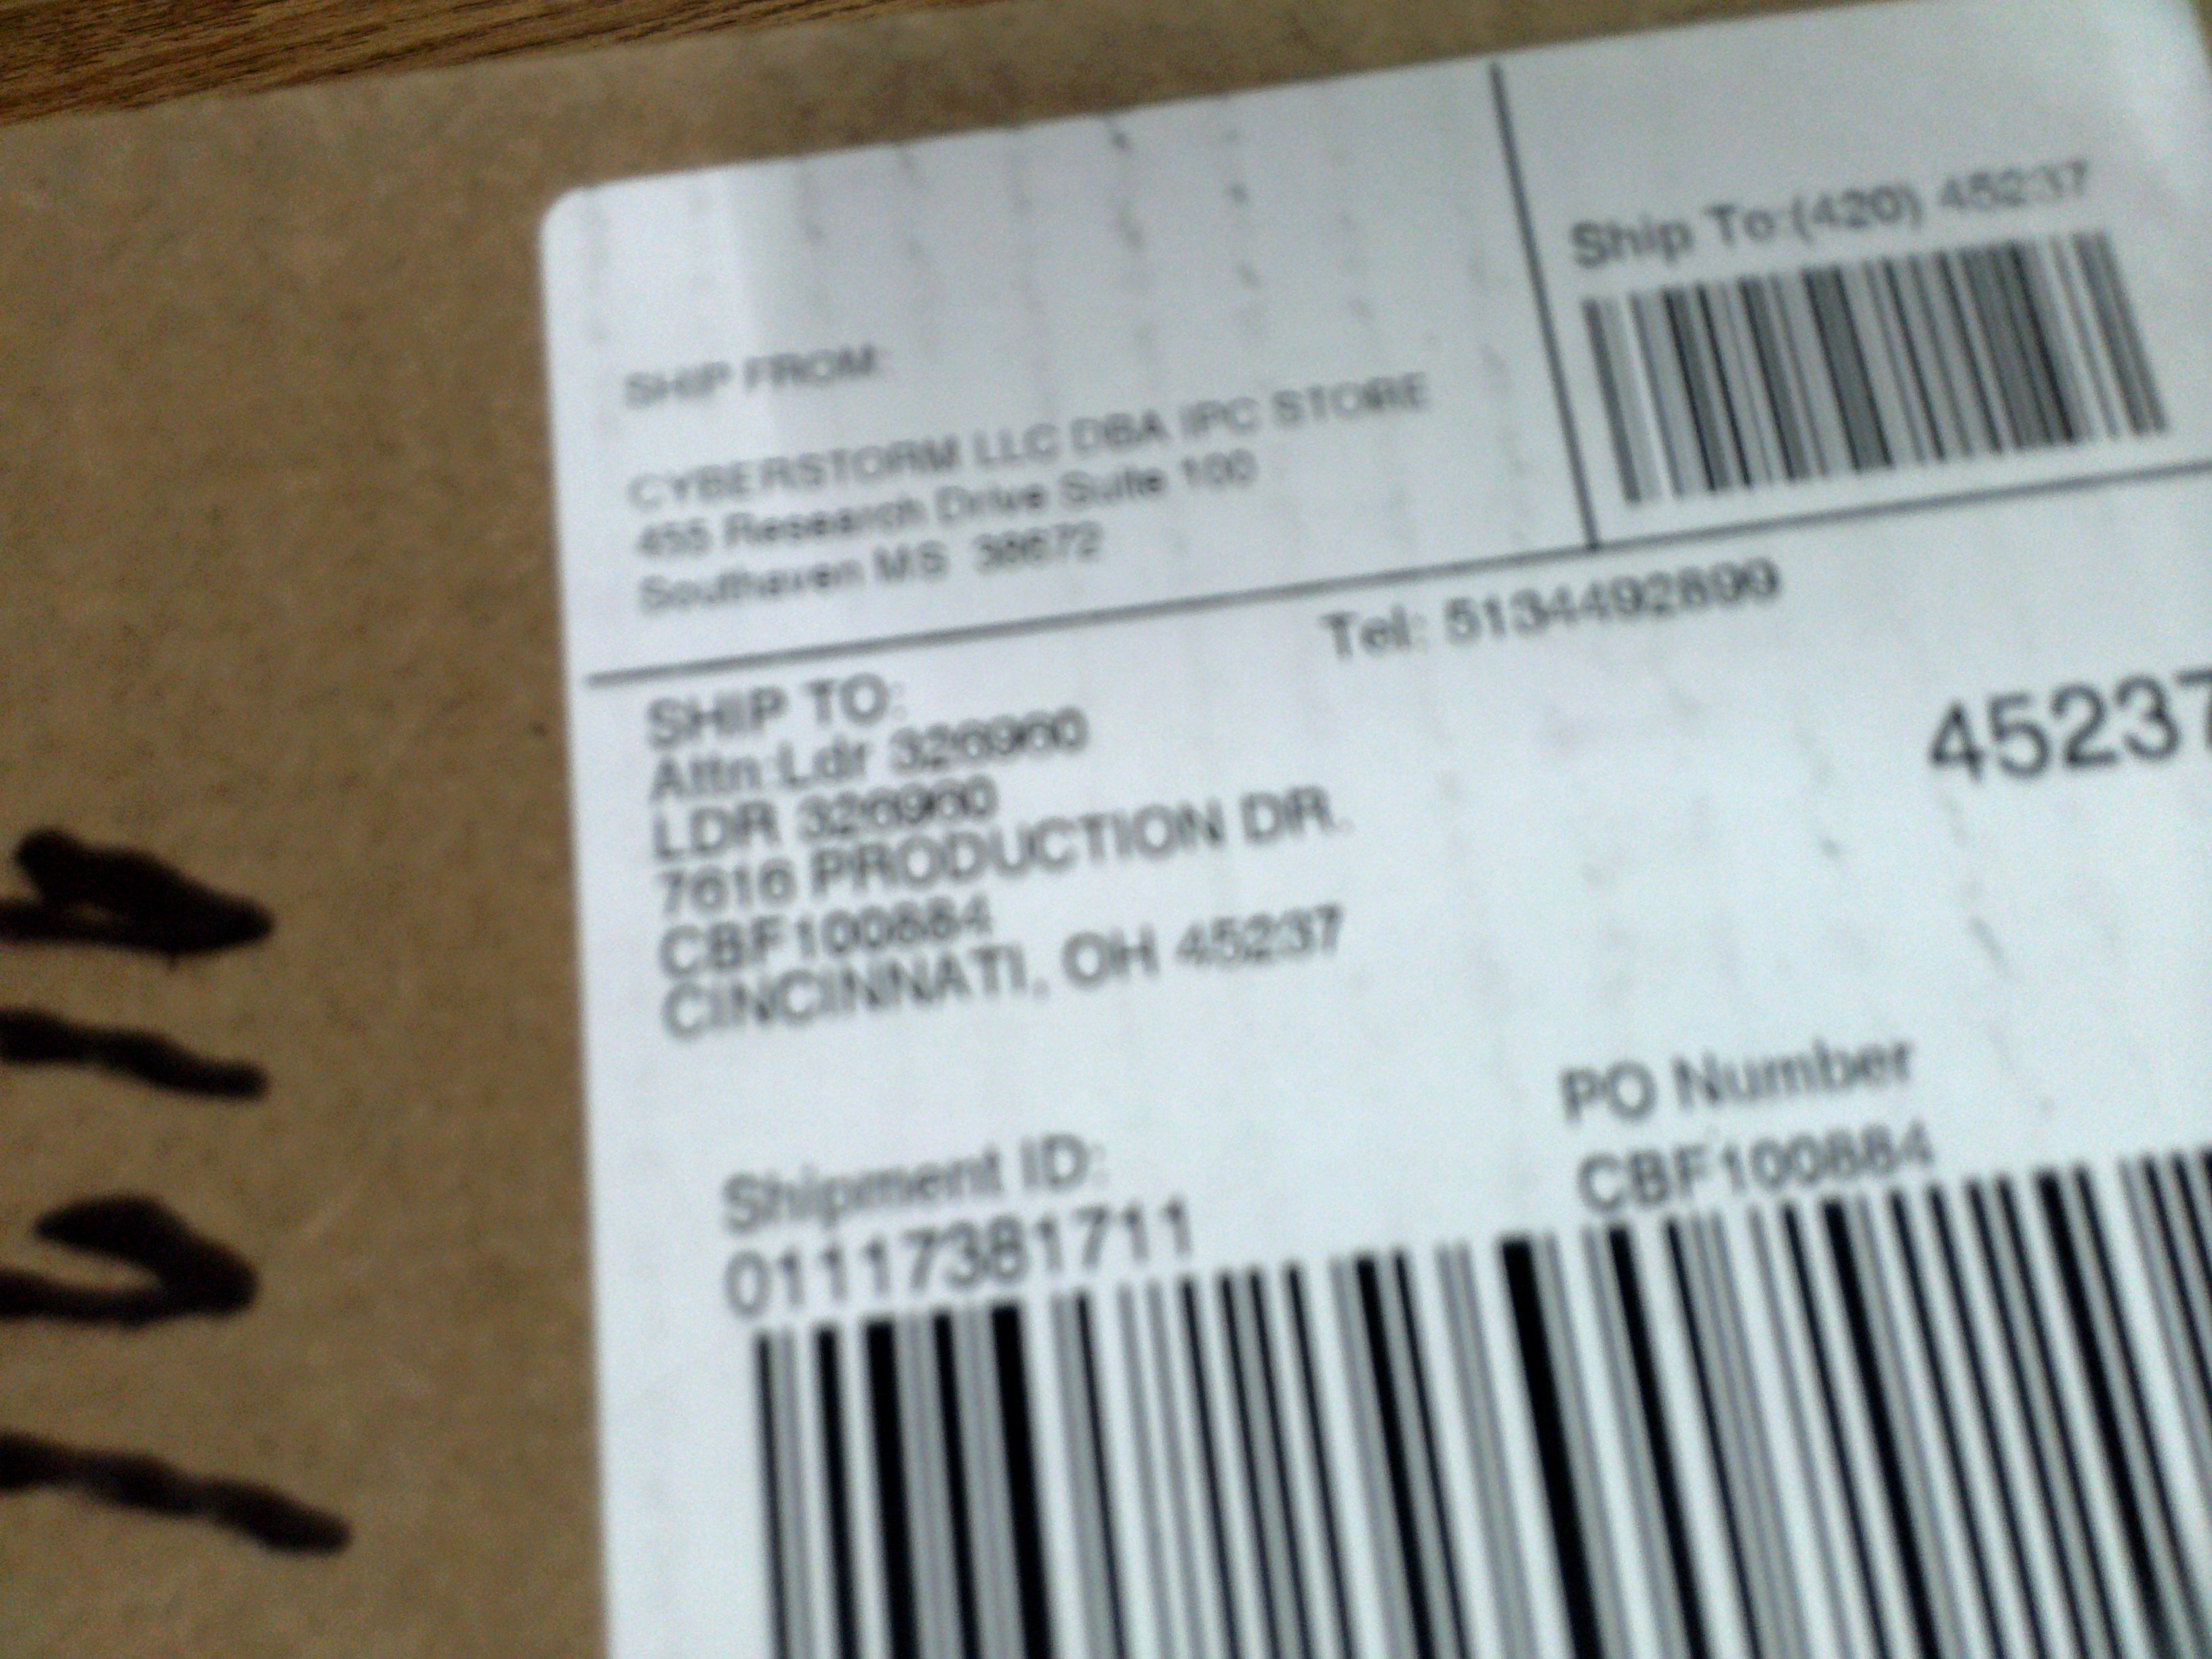 Ship To:(420) 45237
SHIP FROM:
CYBERSTORM LLC DBA IPC STORE
455 Research Drive Suite 100
Southaven MS 38672
Tel: 5134492899
SHIP TO:
Attn:Ldr 326960
LDR 326960
7616 PRODUCTION DR.
CBF100884
CINCINNATI, OH 45237
45237
Shipment ID:
01117381711
PO Number
CBF100884